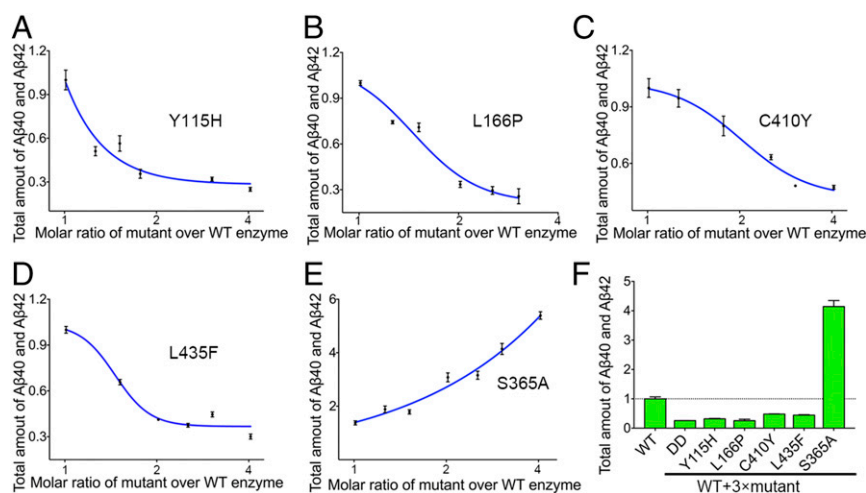 A
Total amout of Aβ40 and Aβ42
1.2
0.9
0.6
0.3
Y115H
1 2 4
Molar ratio of mutant over WT enzyme
B
Total amout of Aβ40 and Aβ42
1.2
0.9
0.6
0.3
L166P
1 2 4
Molar ratio of mutant over WT enzyme
C
Total amout of Aβ40 and Aβ42
1.2
0.9
0.6
C410Y
1 2 4
Molar ratio of mutant over WT enzyme
D
Total amout of Aβ40 and Aβ42
1.2
0.9
0.6
0.3
L435F
1 2 4
Molar ratio of mutant over WT enzyme
E
Total amout of Aβ40 and Aβ42
6
4
2
S365A
1 2 4
Molar ratio of mutant over WT enzyme
F
Total amount of Aβ40 and Aβ42
5
4
3
2
1
0
WT DD Y115H L166P C410Y L435F S365A
WT+3×mutant